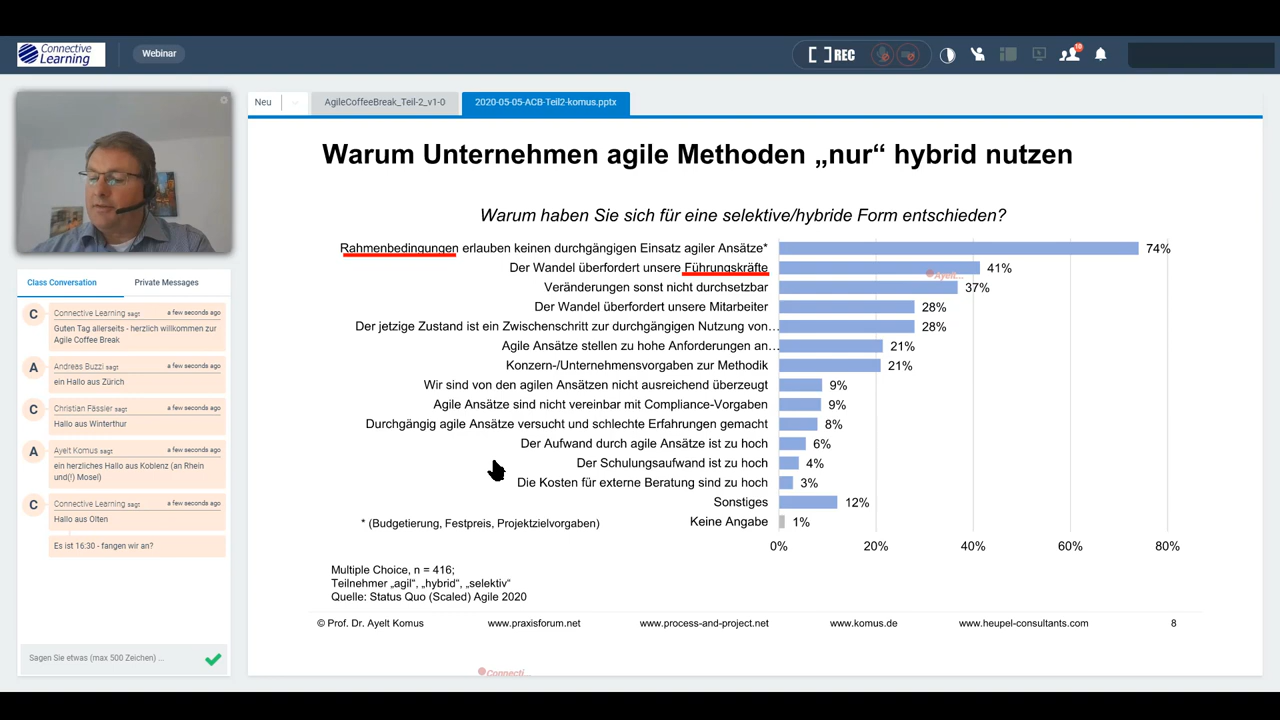 Connective
Learning
Webinar
[ ] REC
10
Neu
AgileCoffeeBreak_Teil-2_v1-0
2020-05-05-ACB-Teil2-komus.pptx
Class Conversation
Private Messages
C
Connective Learning sagt
a few seconds ago
Guten Tag allerseits - herzlich willkommen zur
Agile Coffee Break
A
Andreas Buzzi sagt
a few seconds ago
ein Hallo aus Zürich
C
Christian Fässler sagt
a few seconds ago
Hallo aus Winterthur
A
Ayelt Komus sagt
a few seconds ago
ein herzliches Hallo aus Koblenz (an Rhein
und(!) Mosel)
C
Connective Learning sagt
a few seconds ago
Hallo aus Olten
Es ist 16:30 - fangen wir an?
Sagen Sie etwas (max 500 Zeichen) ...
Warum Unternehmen agile Methoden „nur“ hybrid nutzen
Warum haben Sie sich für eine selektive/hybride Form entschieden?
Rahmenbedingungen erlauben keinen durchgängigen Einsatz agiler Ansätze* 74%
Der Wandel überfordert unsere Führungskräfte 41%
Ayelt...
Veränderungen sonst nicht durchsetzbar 37%
Der Wandel überfordert unsere Mitarbeiter 28%
Der jetzige Zustand ist ein Zwischenschritt zur durchgängigen Nutzung von... 28%
Agile Ansätze stellen zu hohe Anforderungen an... 21%
Konzern-/Unternehmensvorgaben zur Methodik 21%
Wir sind von den agilen Ansätzen nicht ausreichend überzeugt 9%
Agile Ansätze sind nicht vereinbar mit Compliance-Vorgaben 9%
Durchgängig agile Ansätze versucht und schlechte Erfahrungen gemacht 8%
Der Aufwand durch agile Ansätze ist zu hoch 6%
Der Schulungsaufwand ist zu hoch 4%
Die Kosten für externe Beratung sind zu hoch 3%
Sonstiges 12%
Keine Angabe 1%
* (Budgetierung, Festpreis, Projektzielvorgaben)
0% 20% 40% 60% 80%
Multiple Choice, n = 416;
Teilnehmer „agil“, „hybrid“, „selektiv“
Quelle: Status Quo (Scaled) Agile 2020
© Prof. Dr. Ayelt Komus www.praxisforum.net www.process-and-project.net www.komus.de www.heupel-consultants.com 8
Connecti...